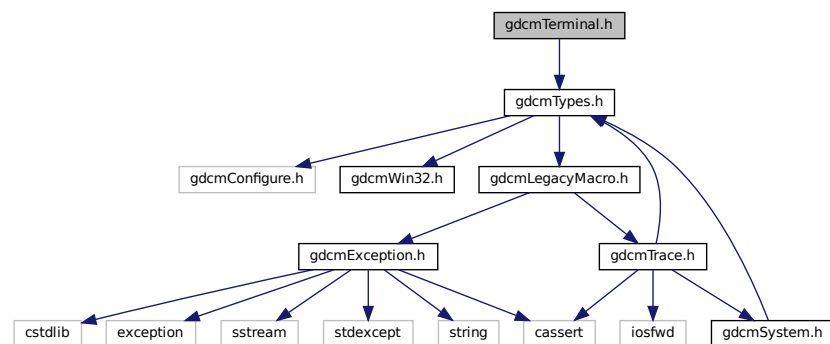 gdcmTerminal.h
gdcmTypes.h
gdcmConfigure.h
gdcmWin32.h
gdcmLegacyMacro.h
gdcmException.h
gdcmTrace.h
cstdlib
exception
sstream
stdexcept
string
cassert
iosfwd
gdcmSystem.h